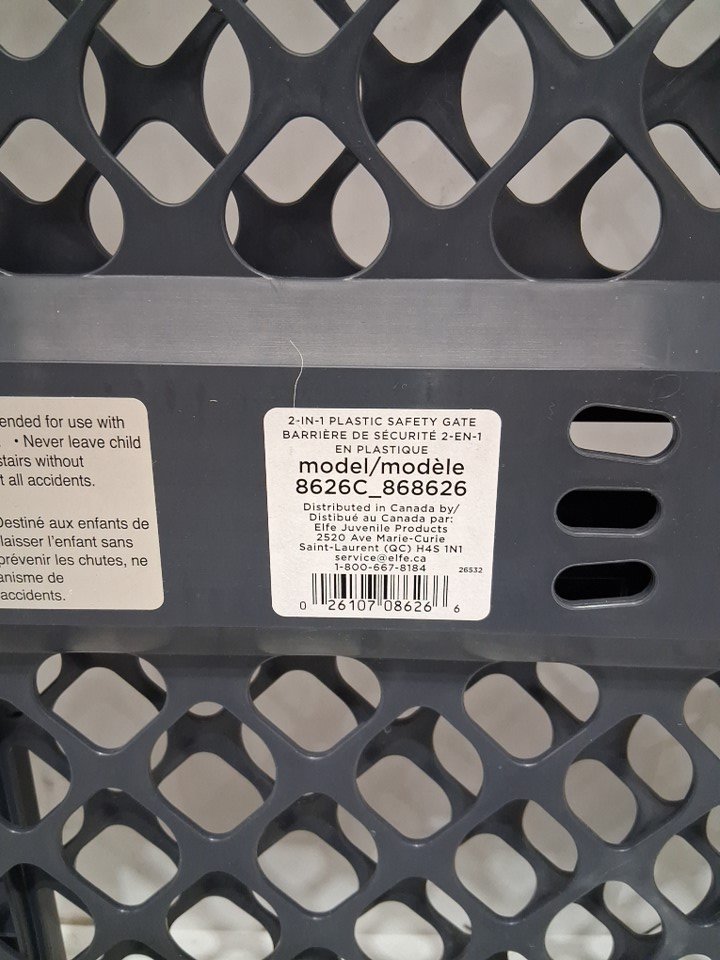 ended for use with
. • Never leave child
stairs without
t all accidents.
Destiné aux enfants de
laisser l'enfant sans
prévenir les chutes, ne
anisme de
accidents.
2-IN-1 PLASTIC SAFETY GATE
BARRIÈRE DE SÉCURITÉ 2-EN-1
EN PLASTIQUE
model/modèle
8626C_868626
Distributed in Canada by/
Distibué au Canada par:
Elfe Juvenile Products
2520 Ave Marie-Curie
Saint-Laurent (QC) H4S 1N1
service@elfe.ca
1-800-667-8184
26532
0 26107 08626 6